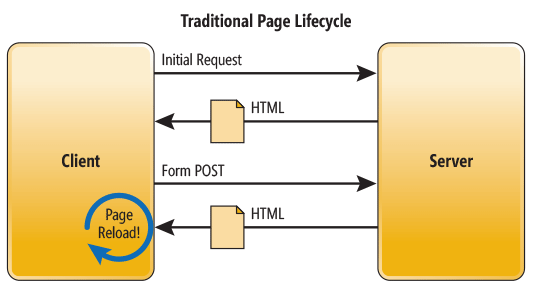 Traditional Page Lifecycle
Initial Request
HTML
Client
Server
Form POST
Page
Reload!
HTML